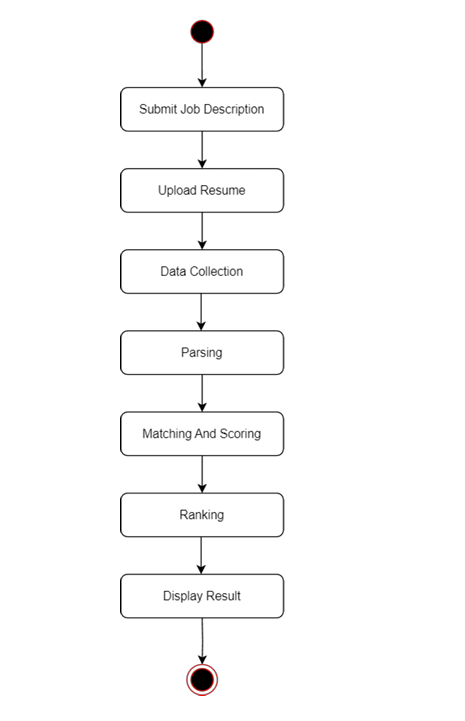 Submit Job Description
Upload Resume
Data Collection
Parsing
Matching And Scoring
Ranking
Display Result